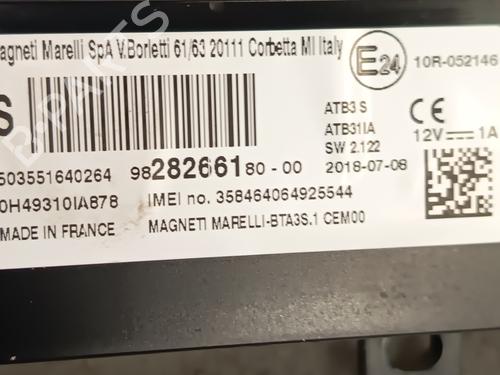 agneti Marelli SpA V.Borletti 61/63 20111 Corbetta MI Italy
E24
10R-052146
S
ATB3 S
CE
ATB31IA
12V 1A
SW 2.122
503551640264
9828266180-00
2018-07-08
0H49310IA878
IMEI no. 358464064925544
MADE IN FRANCE
MAGNETI MARELLI-BTA3S.1 CEM00